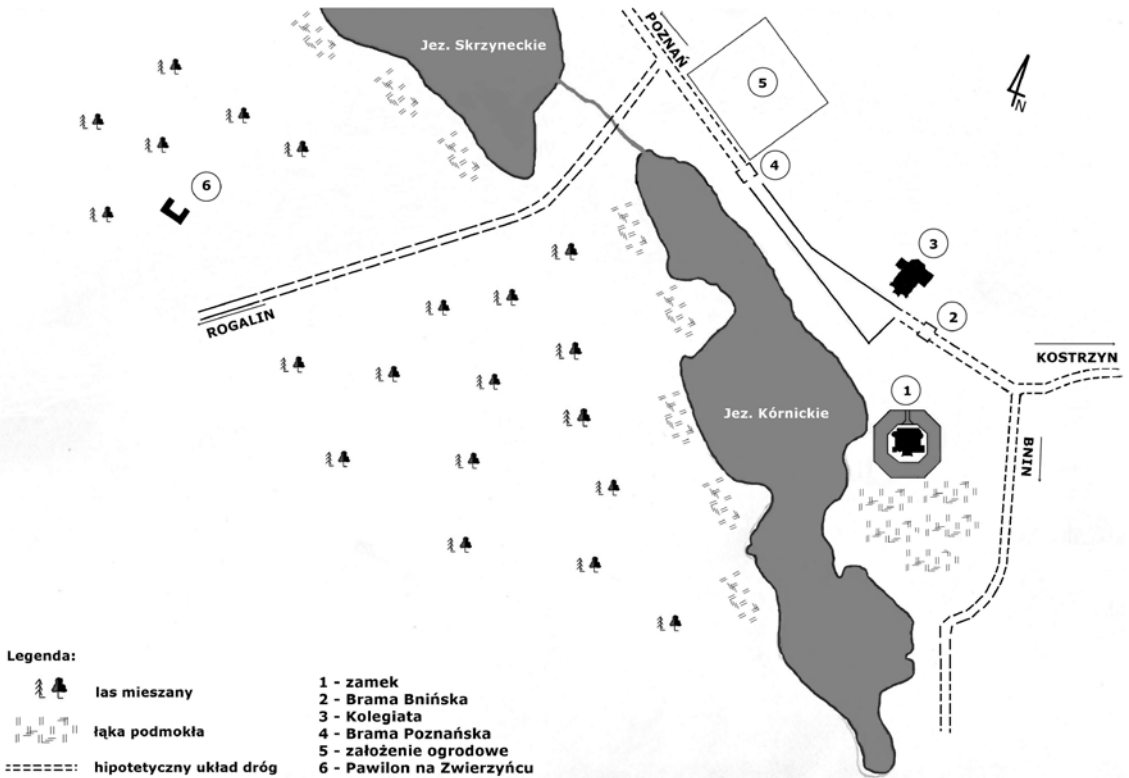 Jez. Skrzyneckie
POZNAŃ
5
N
4
6
3
ROGALIN
2
KOSTRZYN
1
Jez. Kórnickie
BNIN
Legenda:
las mieszany
łąka podmokła
hipotetyczny układ dróg
1 - zamek
2 - Brama Bnińska
3 - Kolegiata
4 - Brama Poznańska
5 - założenie ogrodowe
6 - Pawilon na Zwierzyńcu